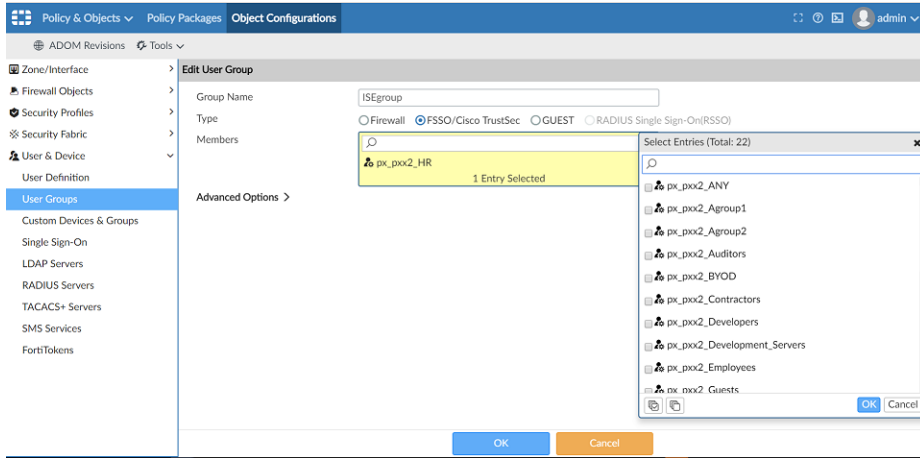 Policy & Objects Policy Packages Object Configurations admin
ADOM Revisions Tools
Zone/Interface
Firewall Objects
Security Profiles
Security Fabric
User & Device
User Definition
User Groups
Custom Devices & Groups
Single Sign-On
LDAP Servers
RADIUS Servers
TACACS+ Servers
SMS Services
FortiTokens
Edit User Group
Group Name ISEgroup
Type Firewall FSSO/Cisco TrustSec GUEST RADIUS Single Sign-On(RSSO)
Members
px_pxx2_HR
1 Entry Selected
Advanced Options >
Select Entries (Total: 22)
px_pxx2_ANY
px_pxx2_Agroup1
px_pxx2_Agroup2
px_pxx2_Auditors
px_pxx2_BYOD
px_pxx2_Contractors
px_pxx2_Developers
px_pxx2_Development_Servers
px_pxx2_Employees
px_pxx2_Guests
OK Cancel
OK Cancel